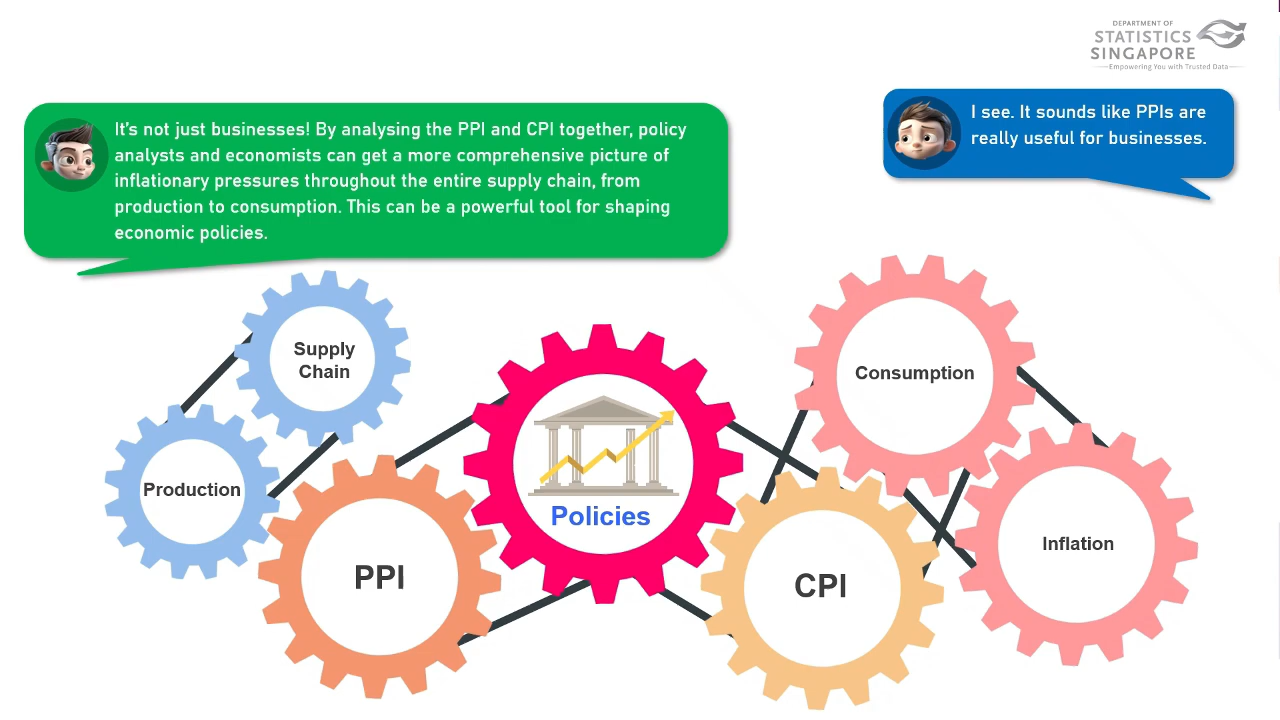 DEPARTMENT OF
STATISTICS
SINGAPORE
Empowering You with Trusted Data
I see. It sounds like PPIs are
really useful for businesses.
It's not just businesses! By analysing the PPI and CPI together, policy
analysts and economists can get a more comprehensive picture of
inflationary pressures throughout the entire supply chain, from
production to consumption. This can be a powerful tool for shaping
economic policies.
Supply
Chain
Production
PPI
Policies
Consumption
CPI
Inflation